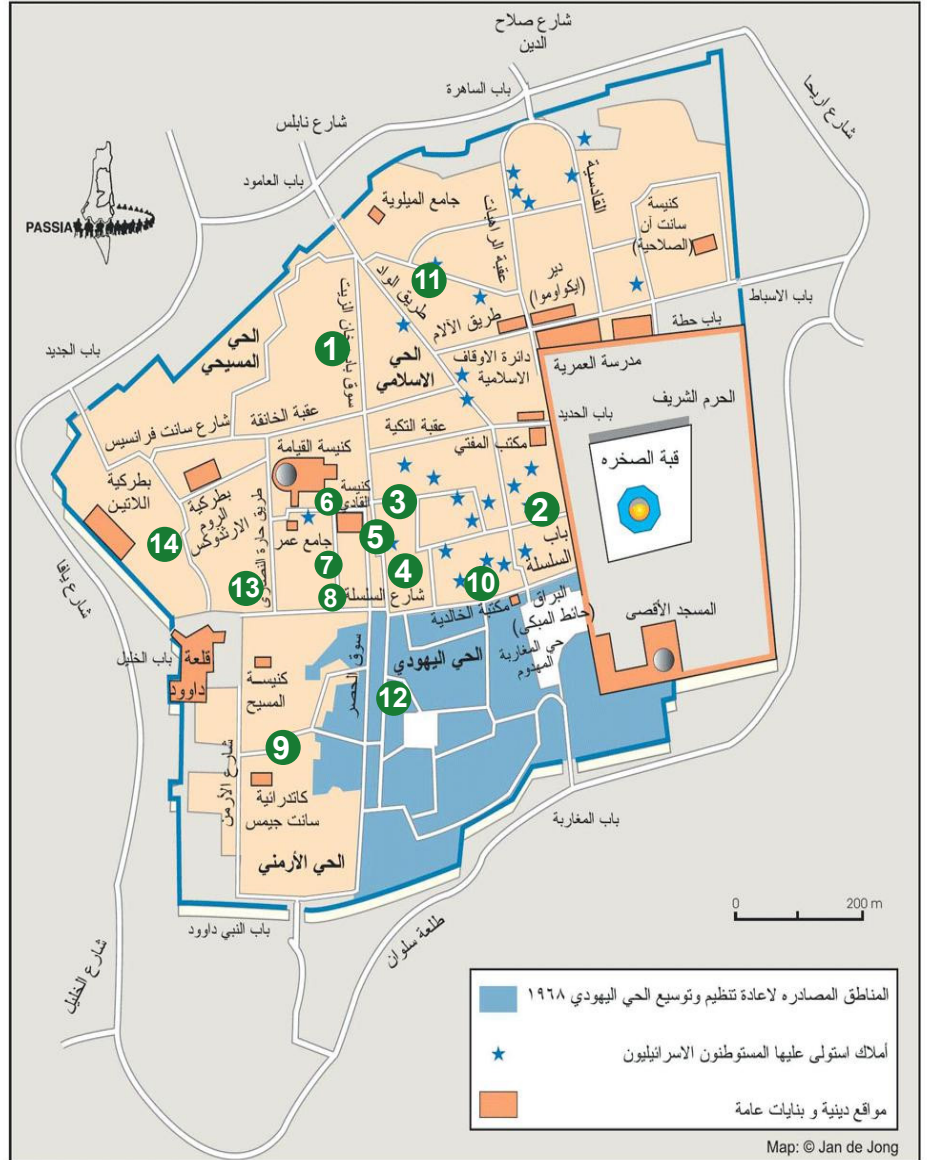 شارع صلاح
الدين
باب الساهرة
شارع اريحا
شارع نابلس
باب العامود
PASSIA
جامع الميلوية
القادسية
كنيسة
سانت آن
(الصلاحية)
عقبة الراهبات
11
طريق الواد
دير
(ايكواوموا)
باب الاسباط
طريق الآلام
باب حطة
سوق باب خان الزيت
1
الحي
المسيحي
باب الجديد
الحي
الاسلامي
دائرة الاوقاف
الاسلامية
مدرسة العمرية
الحرم الشريف
باب الحديد
عقبة الخانقة
شارع سانت فرانسيس
عقبة التكية
مكتب المفتي
قبة الصخره
كنيسة القيامة
بطركية
اللاتين
بطركية
الروم
الارثذوكس
كنيسة
القادي
6
3
2
14
طريق حارة النصارى
جامع عمر
5
باب
السلسلة
7
4
13
8
شارع السلسلة
10
مكتبة الخالدية
البراق
(حائط المبكى)
المسجد الأقصى
شارع يافا
باب الخليل
قلعة
داوود
كنيسة
المسيح
سوق الحصر
الحي اليهودي
حي المغاربة
المهدوم
12
9
شارع الأرمن
كاتدرائية
سانت جيمس
باب المغاربة
الحي الأرمني
باب النبي داوود
طلعة سلوان
شارع الخليل
0
200 m
المناطق المصادره لاعادة تنظيم وتوسيع الحي اليهودي ١٩٦٨
أملاك استولى عليها المستوطنون الاسرائيليون
مواقع دينية و بنايات عامة
Map: © Jan de Jong